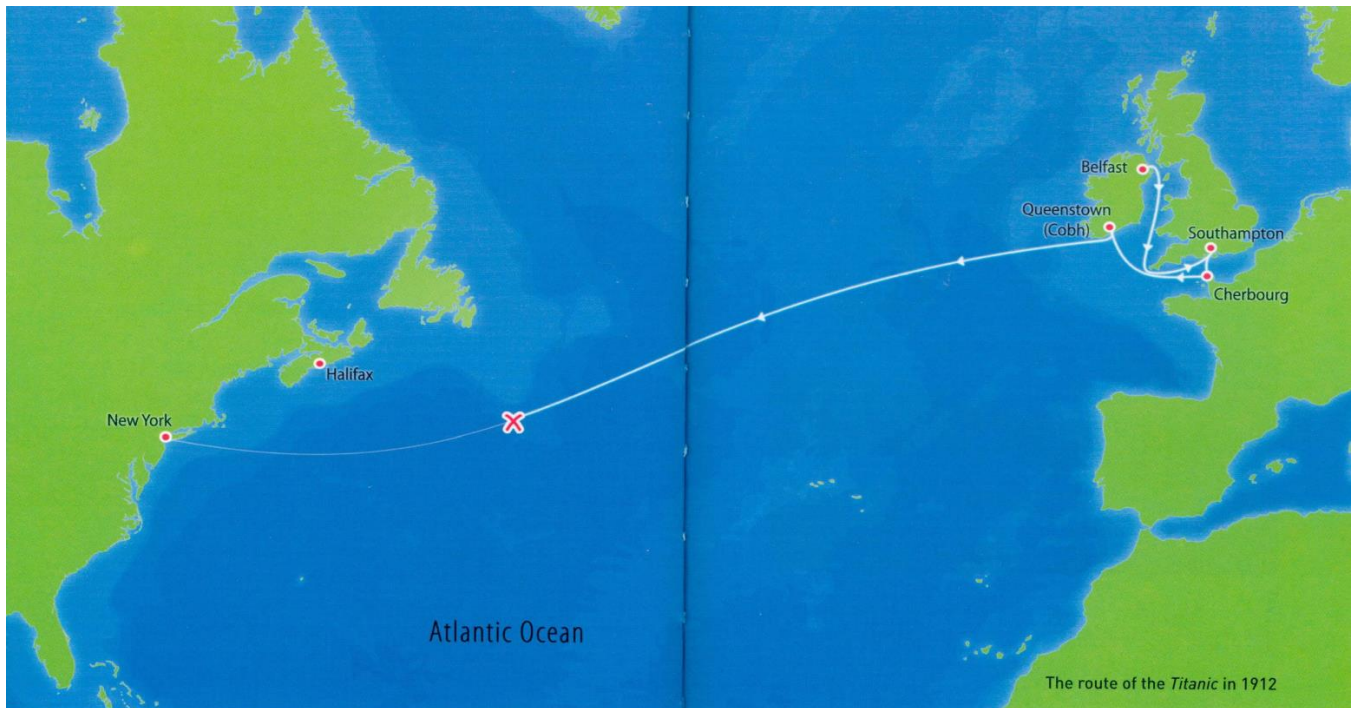 Belfast
Queenstown
(Cobh)
Southampton
Cherbourg
Halifax
New York
Atlantic Ocean
The route of the Titanic in 1912